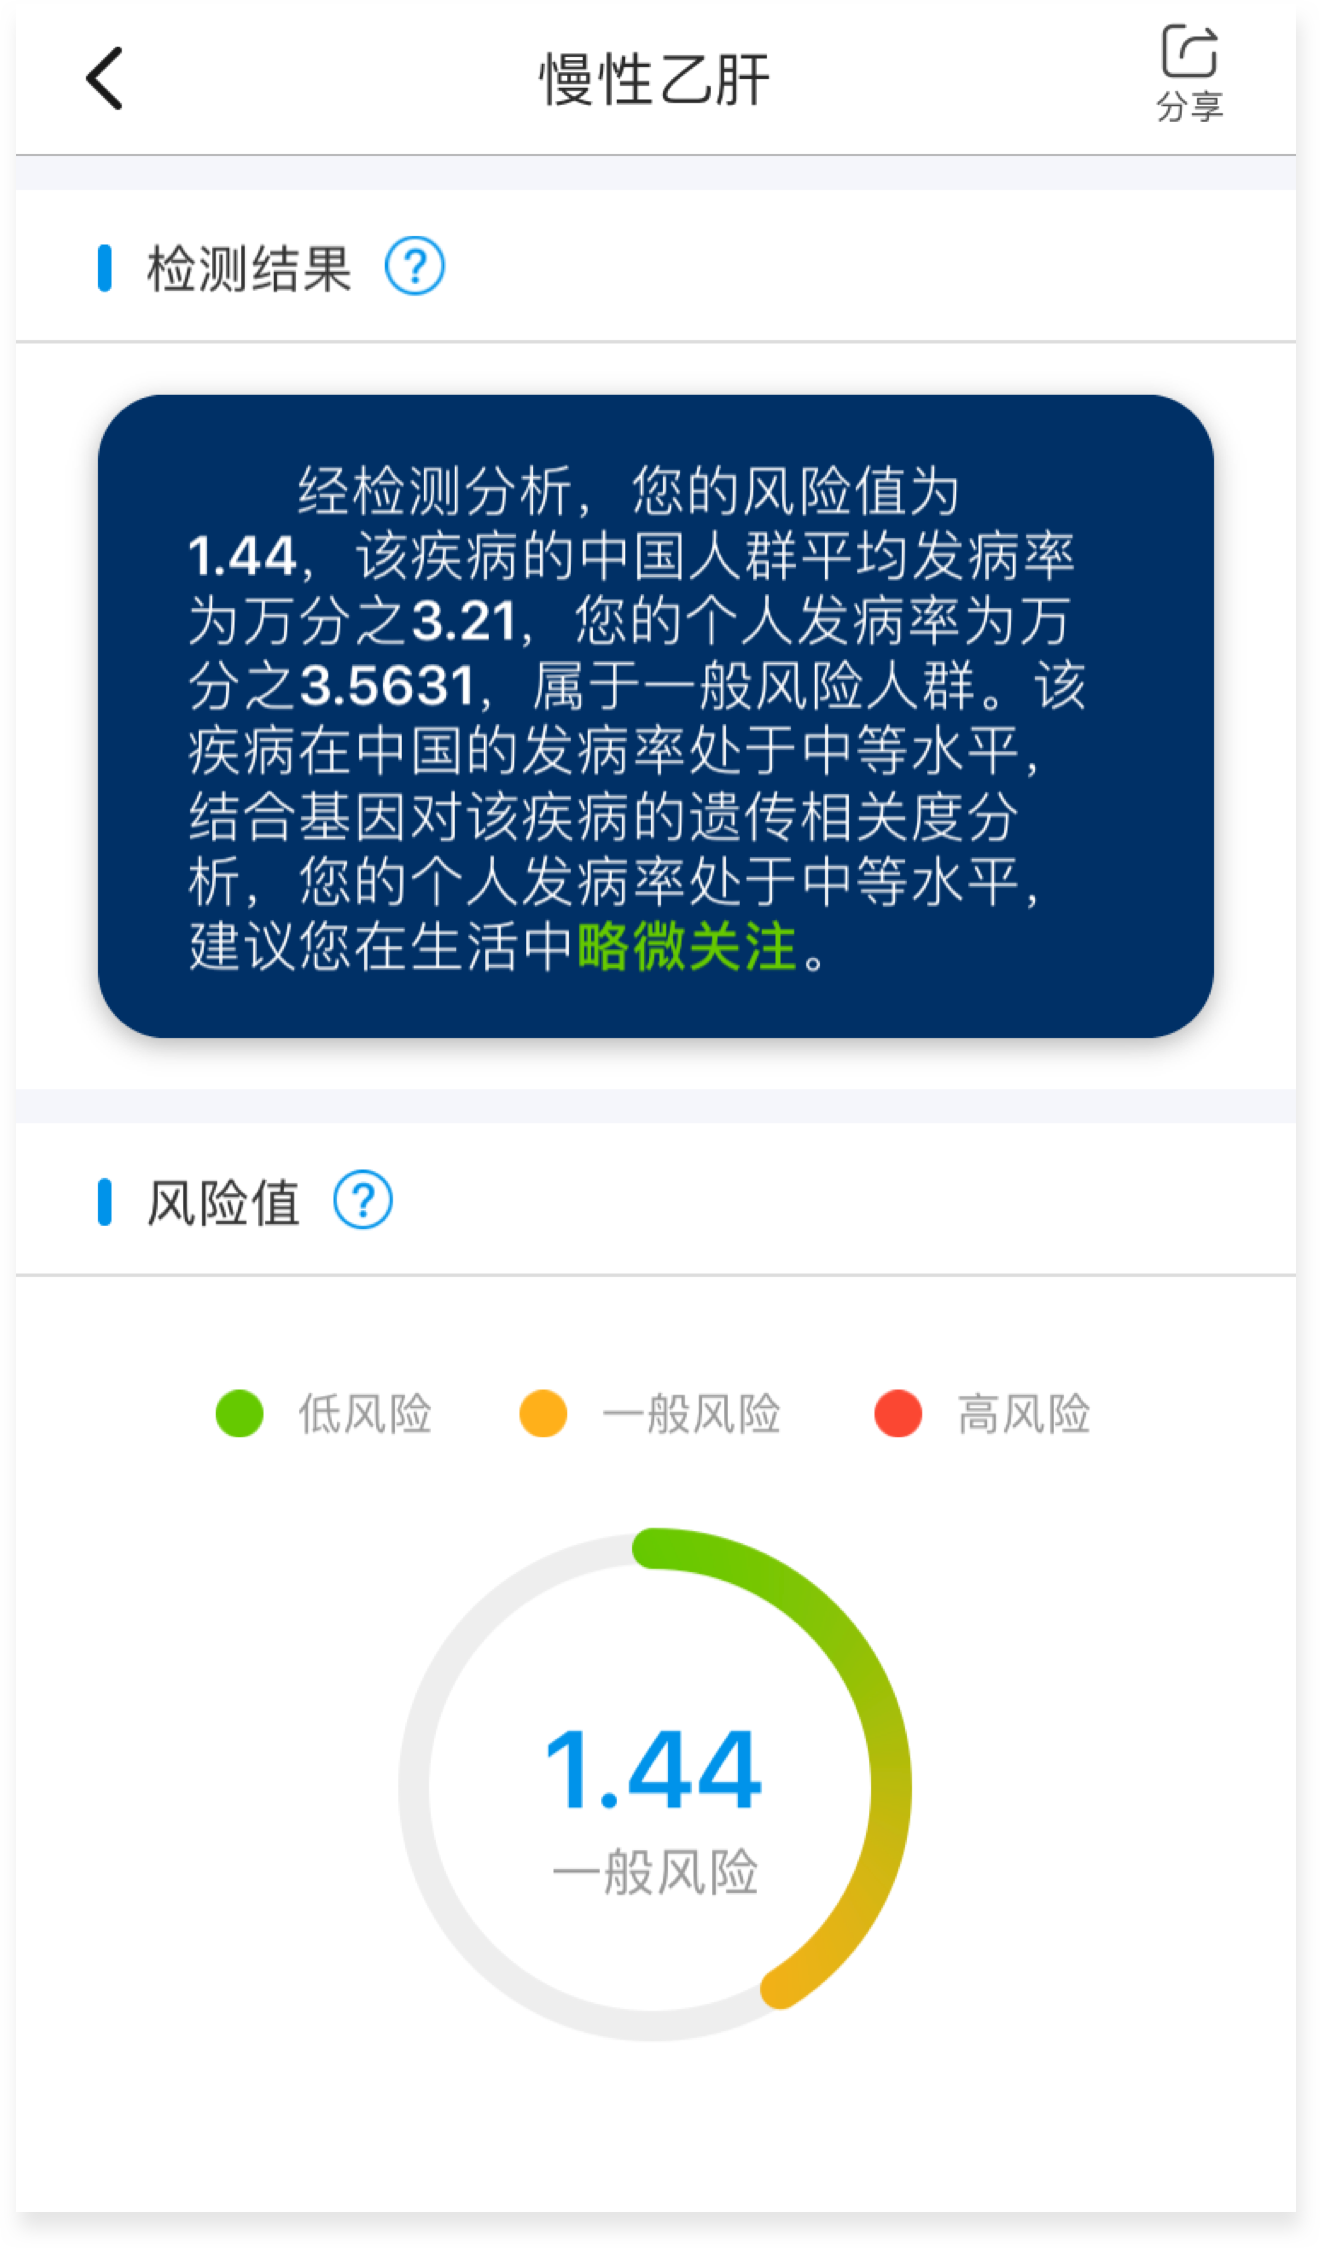 慢性乙肝
分享
检测结果 ?
经检测分析，您的风险值为
1.44，该疾病的中国人群平均发病率
为万分之3.21，您的个人发病率为万
分之3.5631，属于一般风险人群。该
疾病在中国的发病率处于中等水平，
结合基因对该疾病的遗传相关度分
析，您的个人发病率处于中等水平，
建议您在生活中略微关注。
风险值 ?
低风险 一般风险 高风险
1.44
一般风险